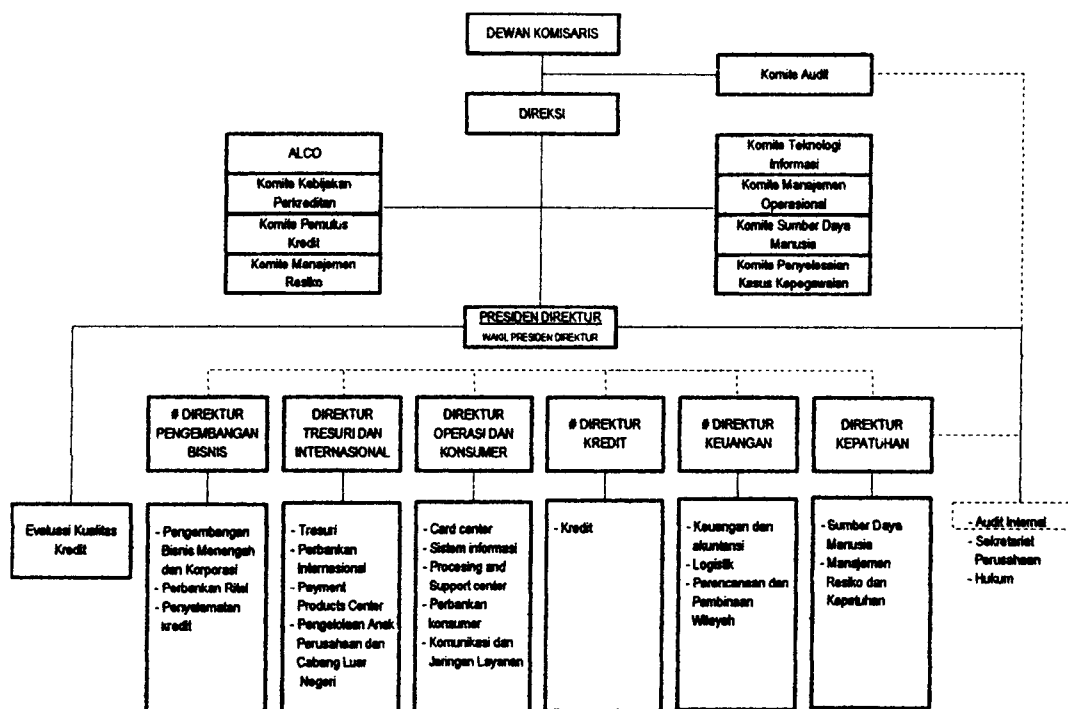 DEWAN KOMISARIS
Komite Audit
DIREKSI
ALCO
Komite Kebijakan
Perkreditan
Komite Pemutus
Kredit
Komite Manajemen
Resiko
Komite Teknologi
Informasi
Komite Manajemen
Operasional
Komite Sumber Daya
Manusia
Komite Penyelesaian
Kasus Kepegawaian
PRESIDEN DIREKTUR
WAKIL PRESIDEN DIREKTUR
# DIREKTUR
PENGEMBANGAN
BISNIS
DIREKTUR
TRESURI DAN
INTERNASIONAL
DIREKTUR
OPERASI DAN
KONSUMER
# DIREKTUR
KREDIT
# DIREKTUR
KEUANGAN
DIREKTUR
KEPATUHAN
Evaluasi Kualitas
Kredit
- Pengembangan
Bisnis Menengah
dan Korporasi
- Perbankan Ritel
- Penyelamatan
kredit
- Tresuri
- Perbankan
Internasional
- Payment
Products Center
- Pengelolaan Anak
Perusahaan dan
Cabang Luar
Negeri
- Card center
- Sistem informasi
- Procesing and
Support center
- Perbankan
konsumer
- Komunikasi dan
Jaringan Layanan
- Kredit
- Keuangan dan
akuntansi
- Logistik
- Perencanaan dan
Pembinaan
Wilayah
- Sumber Daya
Manusia
- Manajemen
Resiko dan
Kepatuhan
- Audit Internal
- Sekretariat
Perusahaan
- Hukum